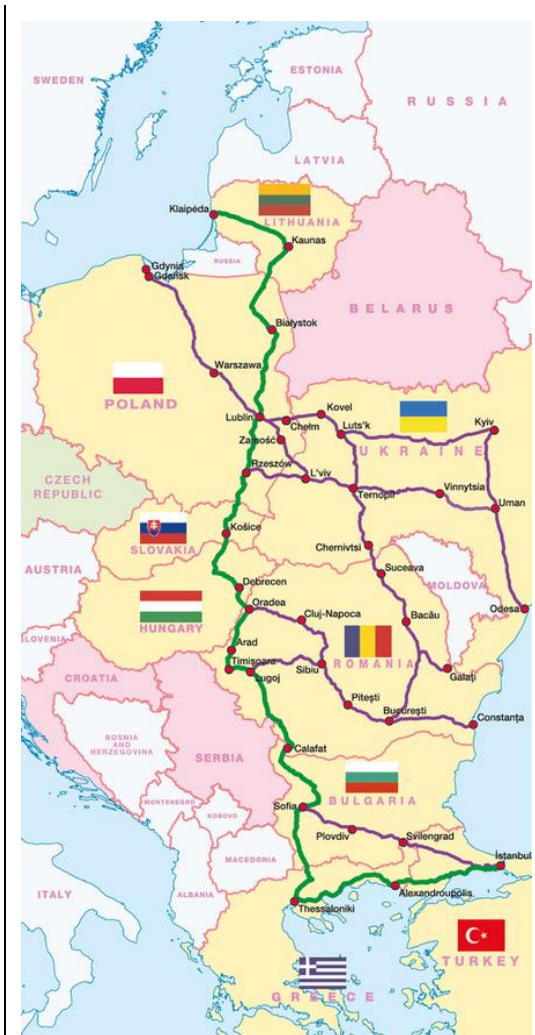 SWEDEN
ESTONIA
RUSSIA
LATVIA
Klaipėda
LITHUANIA
Kaunas
RUSSIA
Gdynia
Gdańsk
BELARUS
Białystok
Warszawa
POLAND
Lublin
Chełm
Kovel
Luts'k
Kyiv
Zamość
UKRAINE
Rzeszów
L'viv
Ternopil
Vinnytsia
Uman
CZECH
REPUBLIC
Košice
SLOVAKIA
Chernivtsi
AUSTRIA
Suceava
MOLDOVA
Debrecen
Oradea
Cluj-Napoca
Bacău
Odesa
HUNGARY
SLOVENIA
Arad
ROMANIA
Timișoara
Lugoj
Sibiu
Galați
CROATIA
Pitești
București
Constanța
BOSNIA
AND
HERZEGOVINA
SERBIA
Calafat
BULGARIA
MONTENEGRO
KOSOVO
Sofia
Plovdiv
Svilengrad
MACEDONIA
İstanbul
ITALY
ALBANIA
Alexandroupolis
Thessaloniki
TURKEY
GREECE